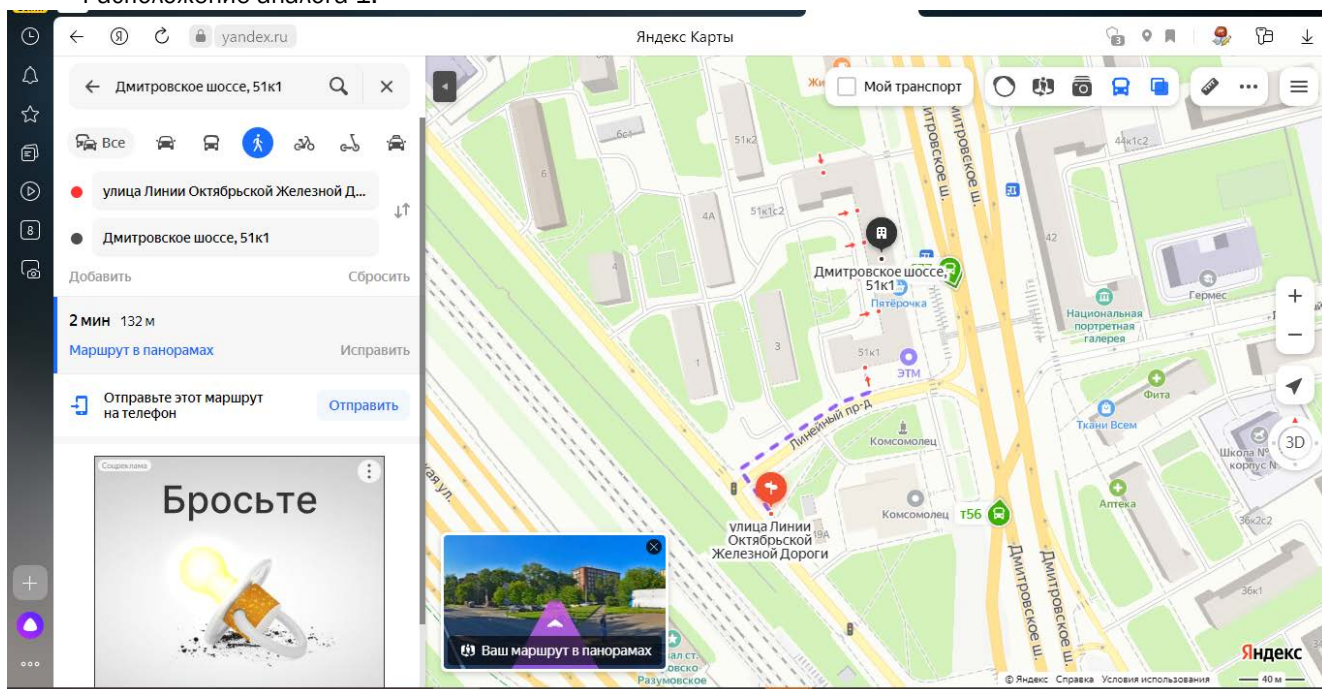 Расположение аналога 1.
yandex.ru
Яндекс Карты
3
Дмитровское шоссе, 51к1
Все
улица Линии Октябрьской Железной Д...
Дмитровское шоссе, 51к1
Добавить
Сбросить
2 мин 132 м
Маршрут в панорамах
Исправить
Отправьте этот маршрут
на телефон
Отправить
Соцреклама
Бросьте
8
Мой транспорт
6с1
51к2
44к1с2
6
4А
51к1с2
42
4
Дмитровское шоссе,
51к1
Пятёрочка
Гермес
Национальная
портретная
галерея
1
3
51к1
ЭТМ
Фита
Линейный пр-д
Комсомолец
Ткани Всем
Школа №
корпус №
3D
Аптека
Комсомолец
т56
улица Линии
Октябрьской
Железной Дороги
19А
36к2с2
36к1
Дмитровское ш.
Дмитровское ш.
Дмитровское ш.
Дмитровское ш.
Ваш маршрут в панорамах
Разумовское
Яндекс
© Яндекс Справка Условия использования
40 м